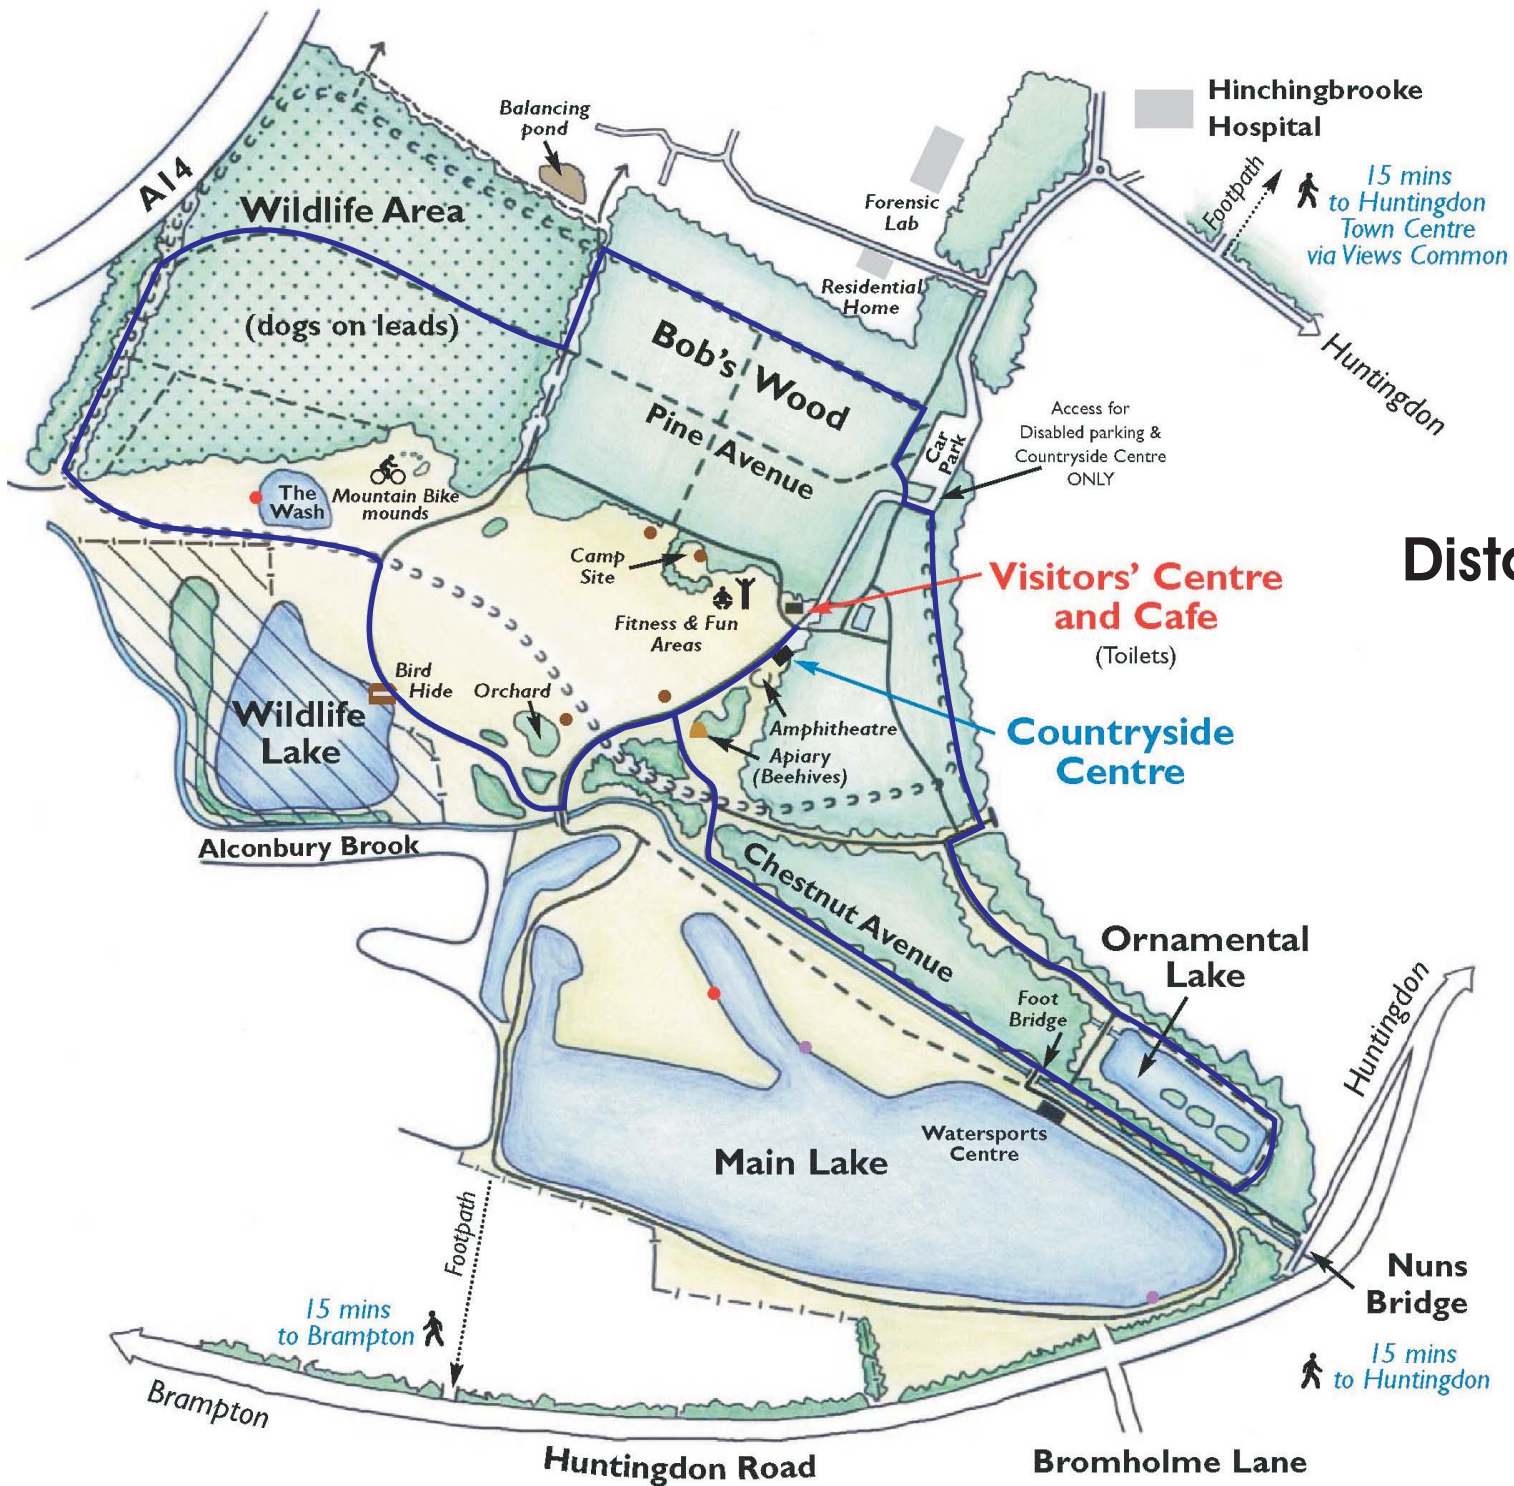 Hinchingbrooke
Hospital
Balancing
pond
A14
Wildlife Area
(dogs on leads)
Forensic
Lab
Residential
Home
Footpath
15 mins
to Huntingdon
Town Centre
via Views Common
Huntingdon
Bob's Wood
Pine Avenue
Car
Park
Access for
Disabled parking &
Countryside Centre
ONLY
The
Wash
Mountain Bike
mounds
Camp
Site
Fitness & Fun
Areas
Visitors' Centre
and Cafe
(Toilets)
Bird
Hide
Orchard
Wildlife
Lake
Amphitheatre
Apiary
(Beehives)
Countryside
Centre
Alconbury Brook
Chestnut Avenue
Ornamental
Lake
Foot
Bridge
Huntingdon
Watersports
Centre
Main Lake
Footpath
15 mins
to Brampton
Nuns
Bridge
15 mins
to Huntingdon
Brampton
Huntingdon Road
Bromholme Lane